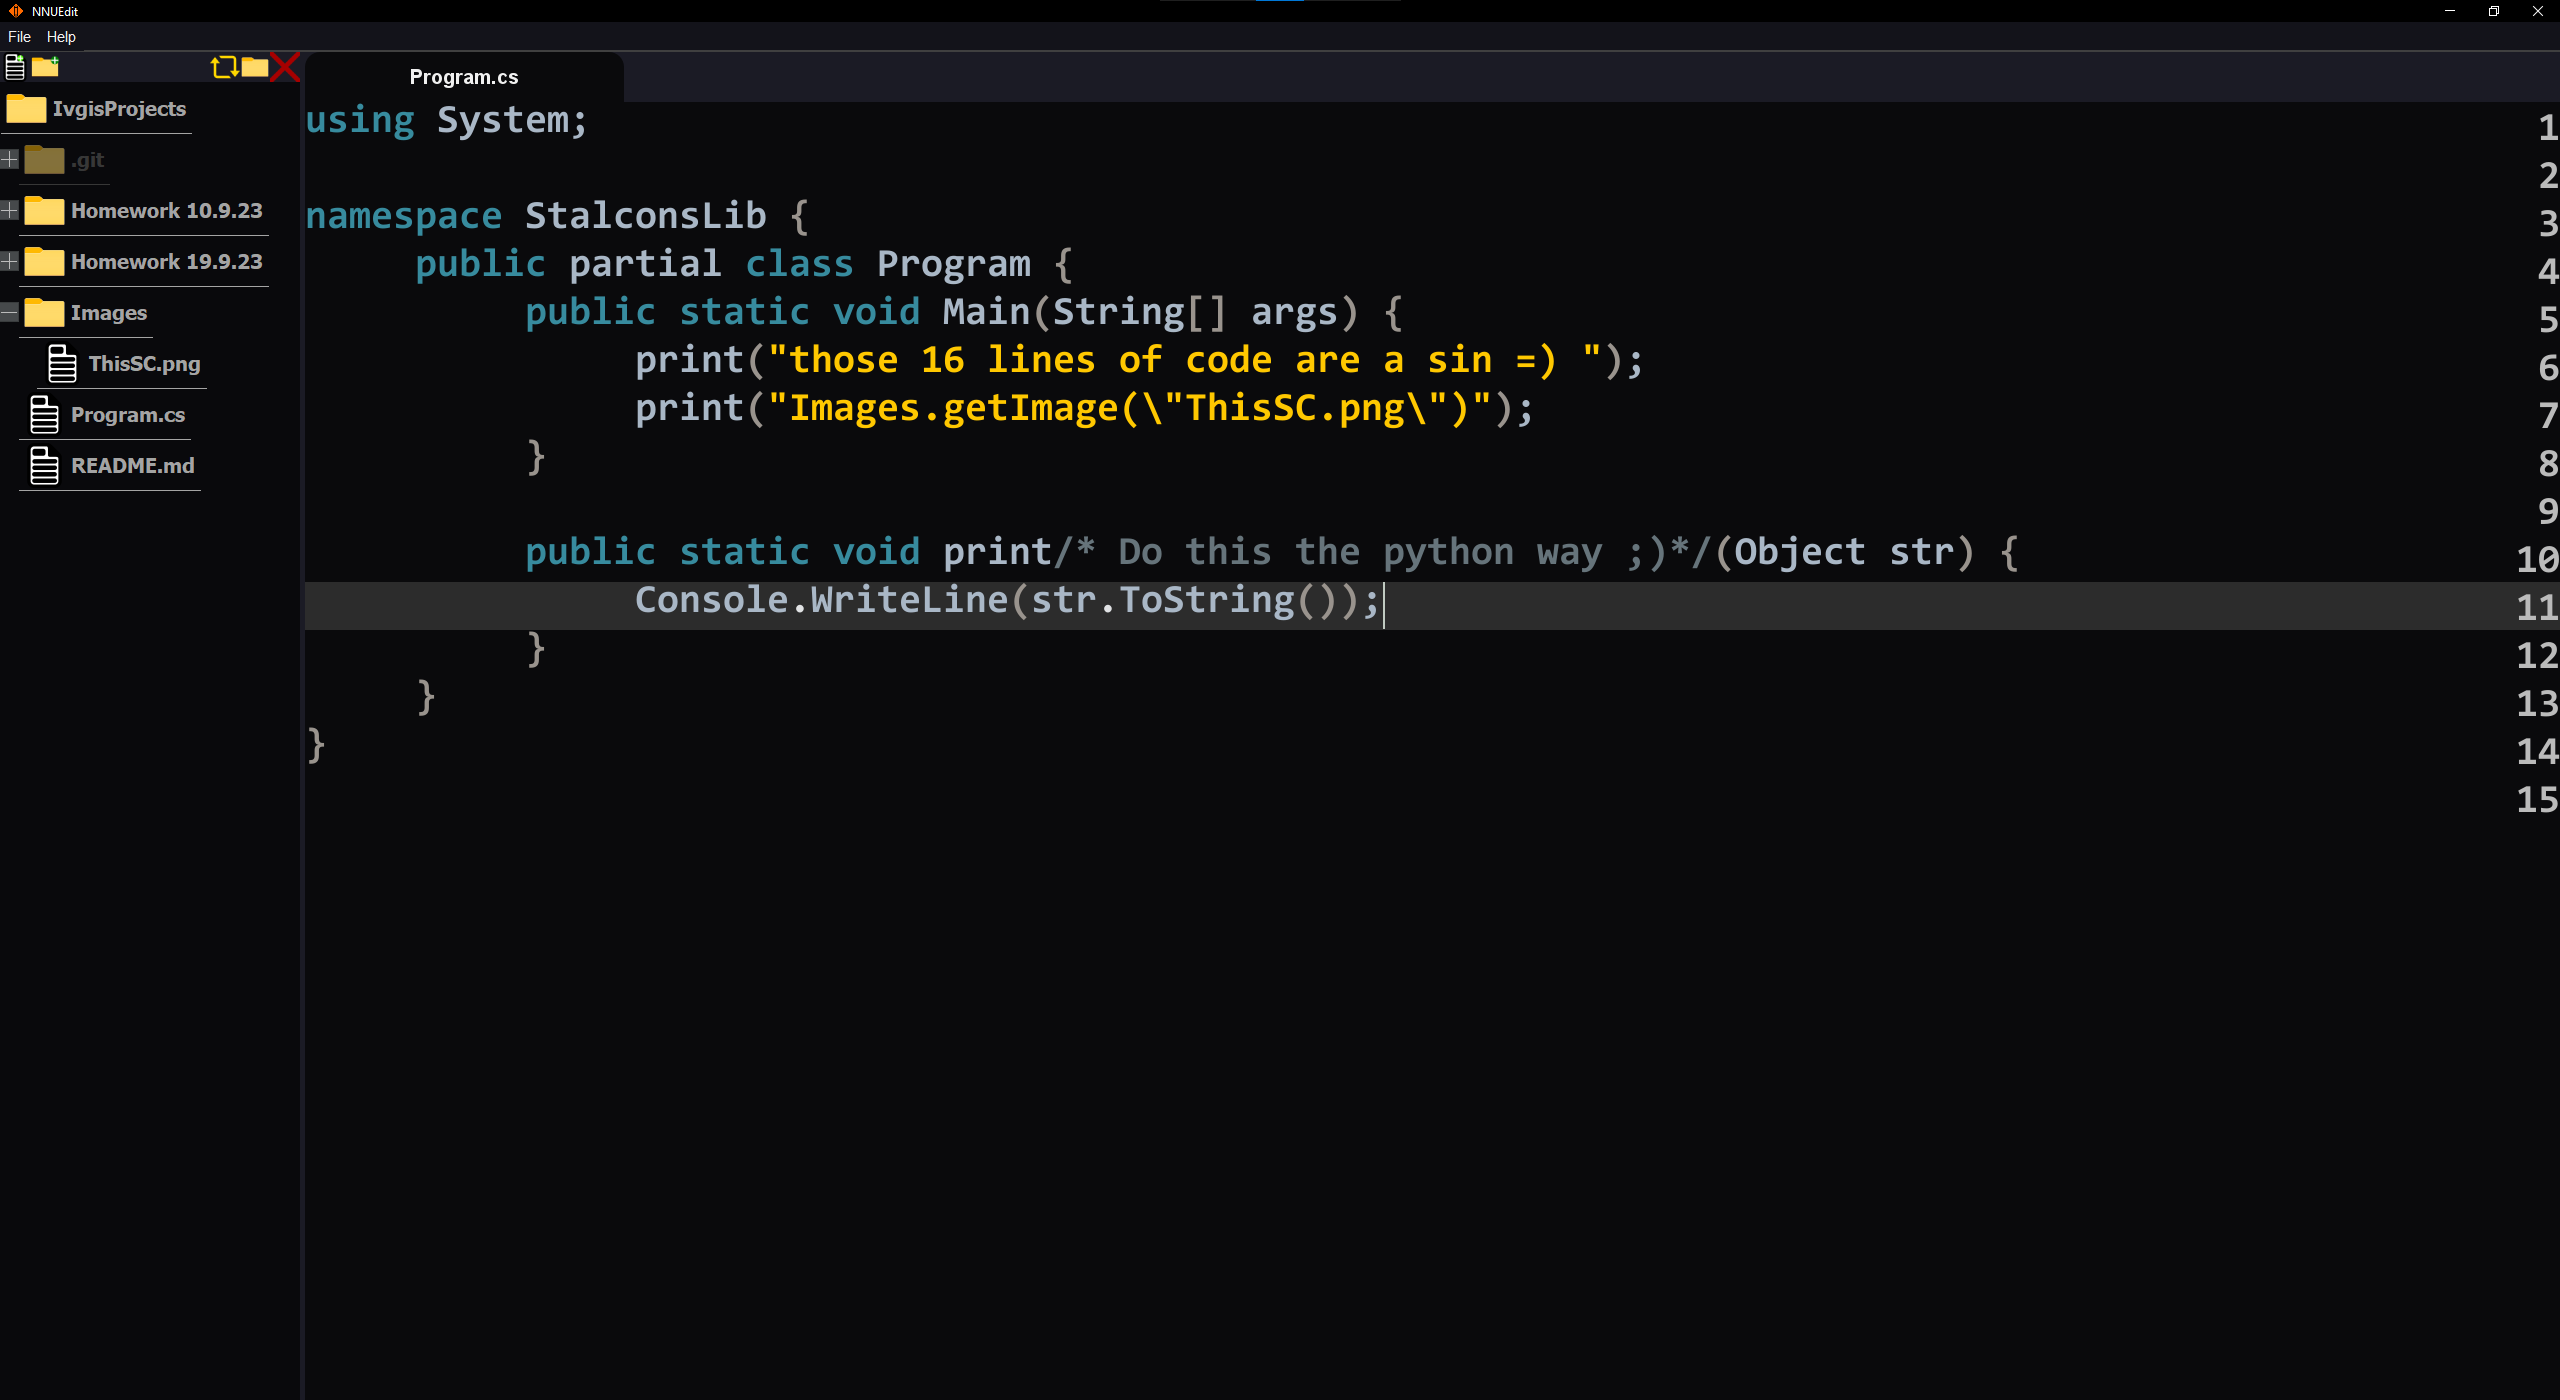 NNUEdit
File Help
IvgisProjects
.git
Homework 10.9.23
Homework 19.9.23
Images
ThisSC.png
Program.cs
README.md
Program.cs
using System; 1
2
namespace StalconsLib { 3
public partial class Program { 4
public static void Main(String[] args) { 5
print("those 16 lines of code are a sin =) "); 6
print("Images.getImage(\"ThisSC.png\")"); 7
} 8
9
public static void print/* Do this the python way ;)*/(Object str) { 10
Console.WriteLine(str.ToString()); 11
} 12
} 13
} 14
15